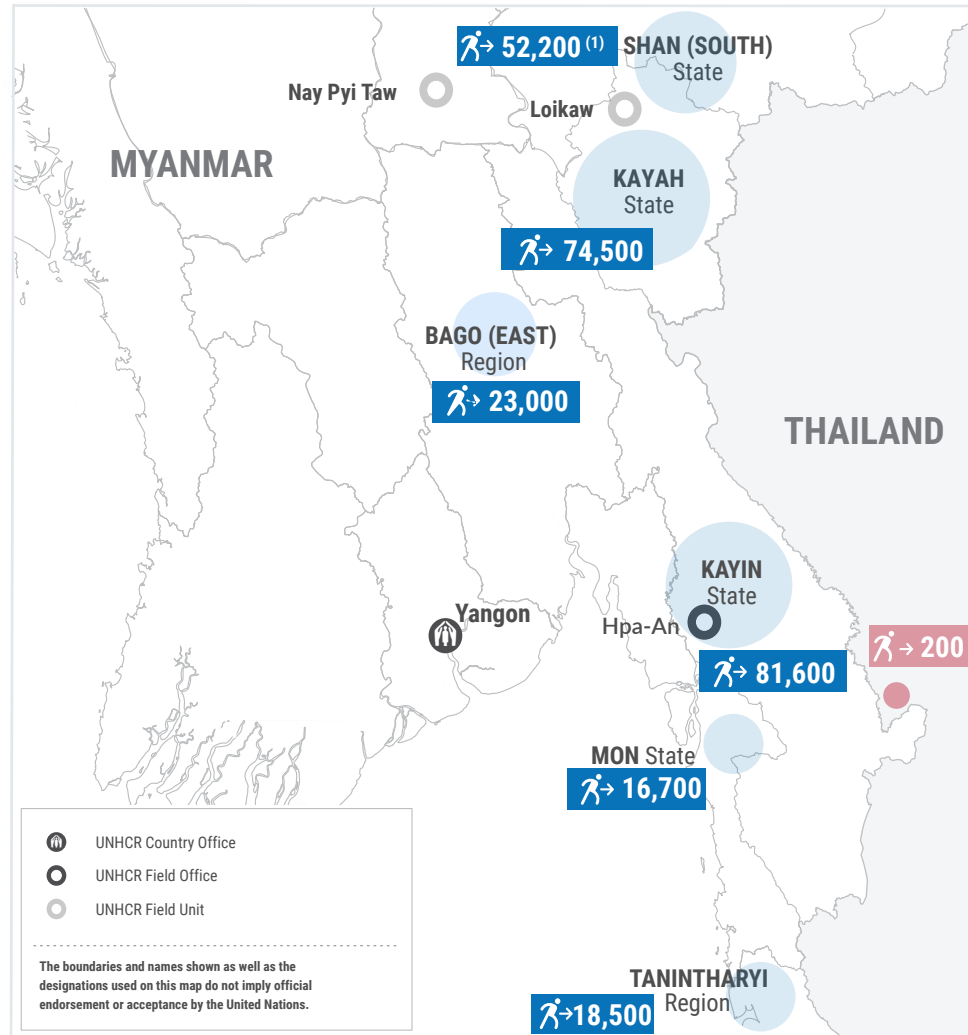 52,200 (1)
SHAN (SOUTH)
State
Nay Pyi Taw
Loikaw
MYANMAR
KAYAH
State
74,500
BAGO (EAST)
Region
23,000
THAILAND
KAYIN
State
Yangon
Hpa-An
200
81,600
MON State
16,700
UNHCR Country Office
UNHCR Field Office
UNHCR Field Unit
The boundaries and names shown as well as the
designations used on this map do not imply official
endorsement or acceptance by the United Nations.
TANINTHARYI
Region
18,500